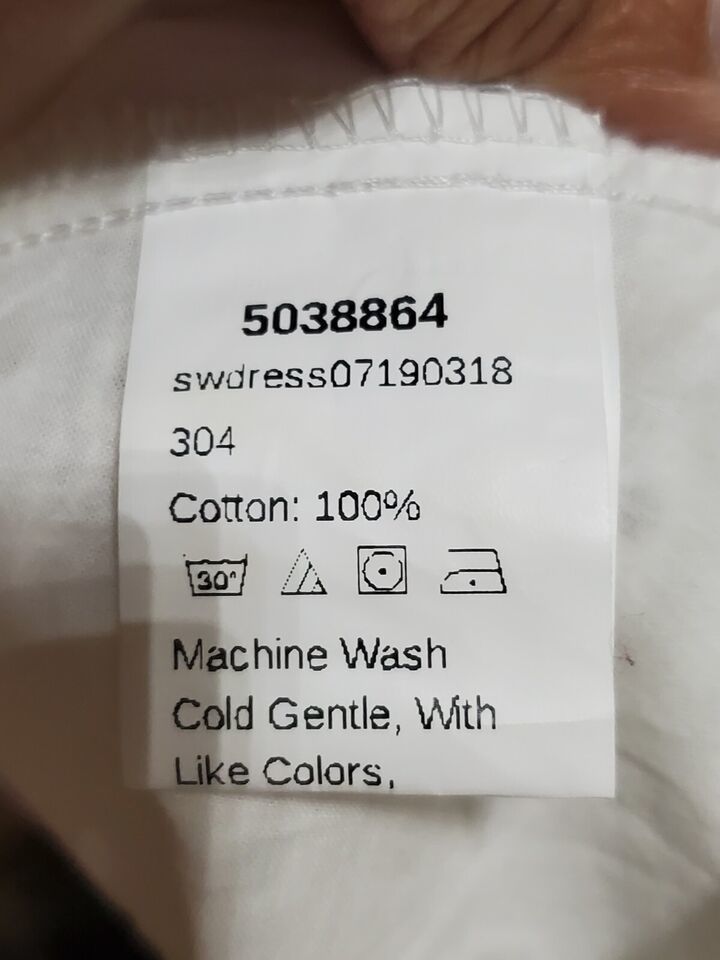 5038864
swdress07190318
304
Cotton: 100%
30°
Machine Wash
Cold Gentle, With
Like Colors,